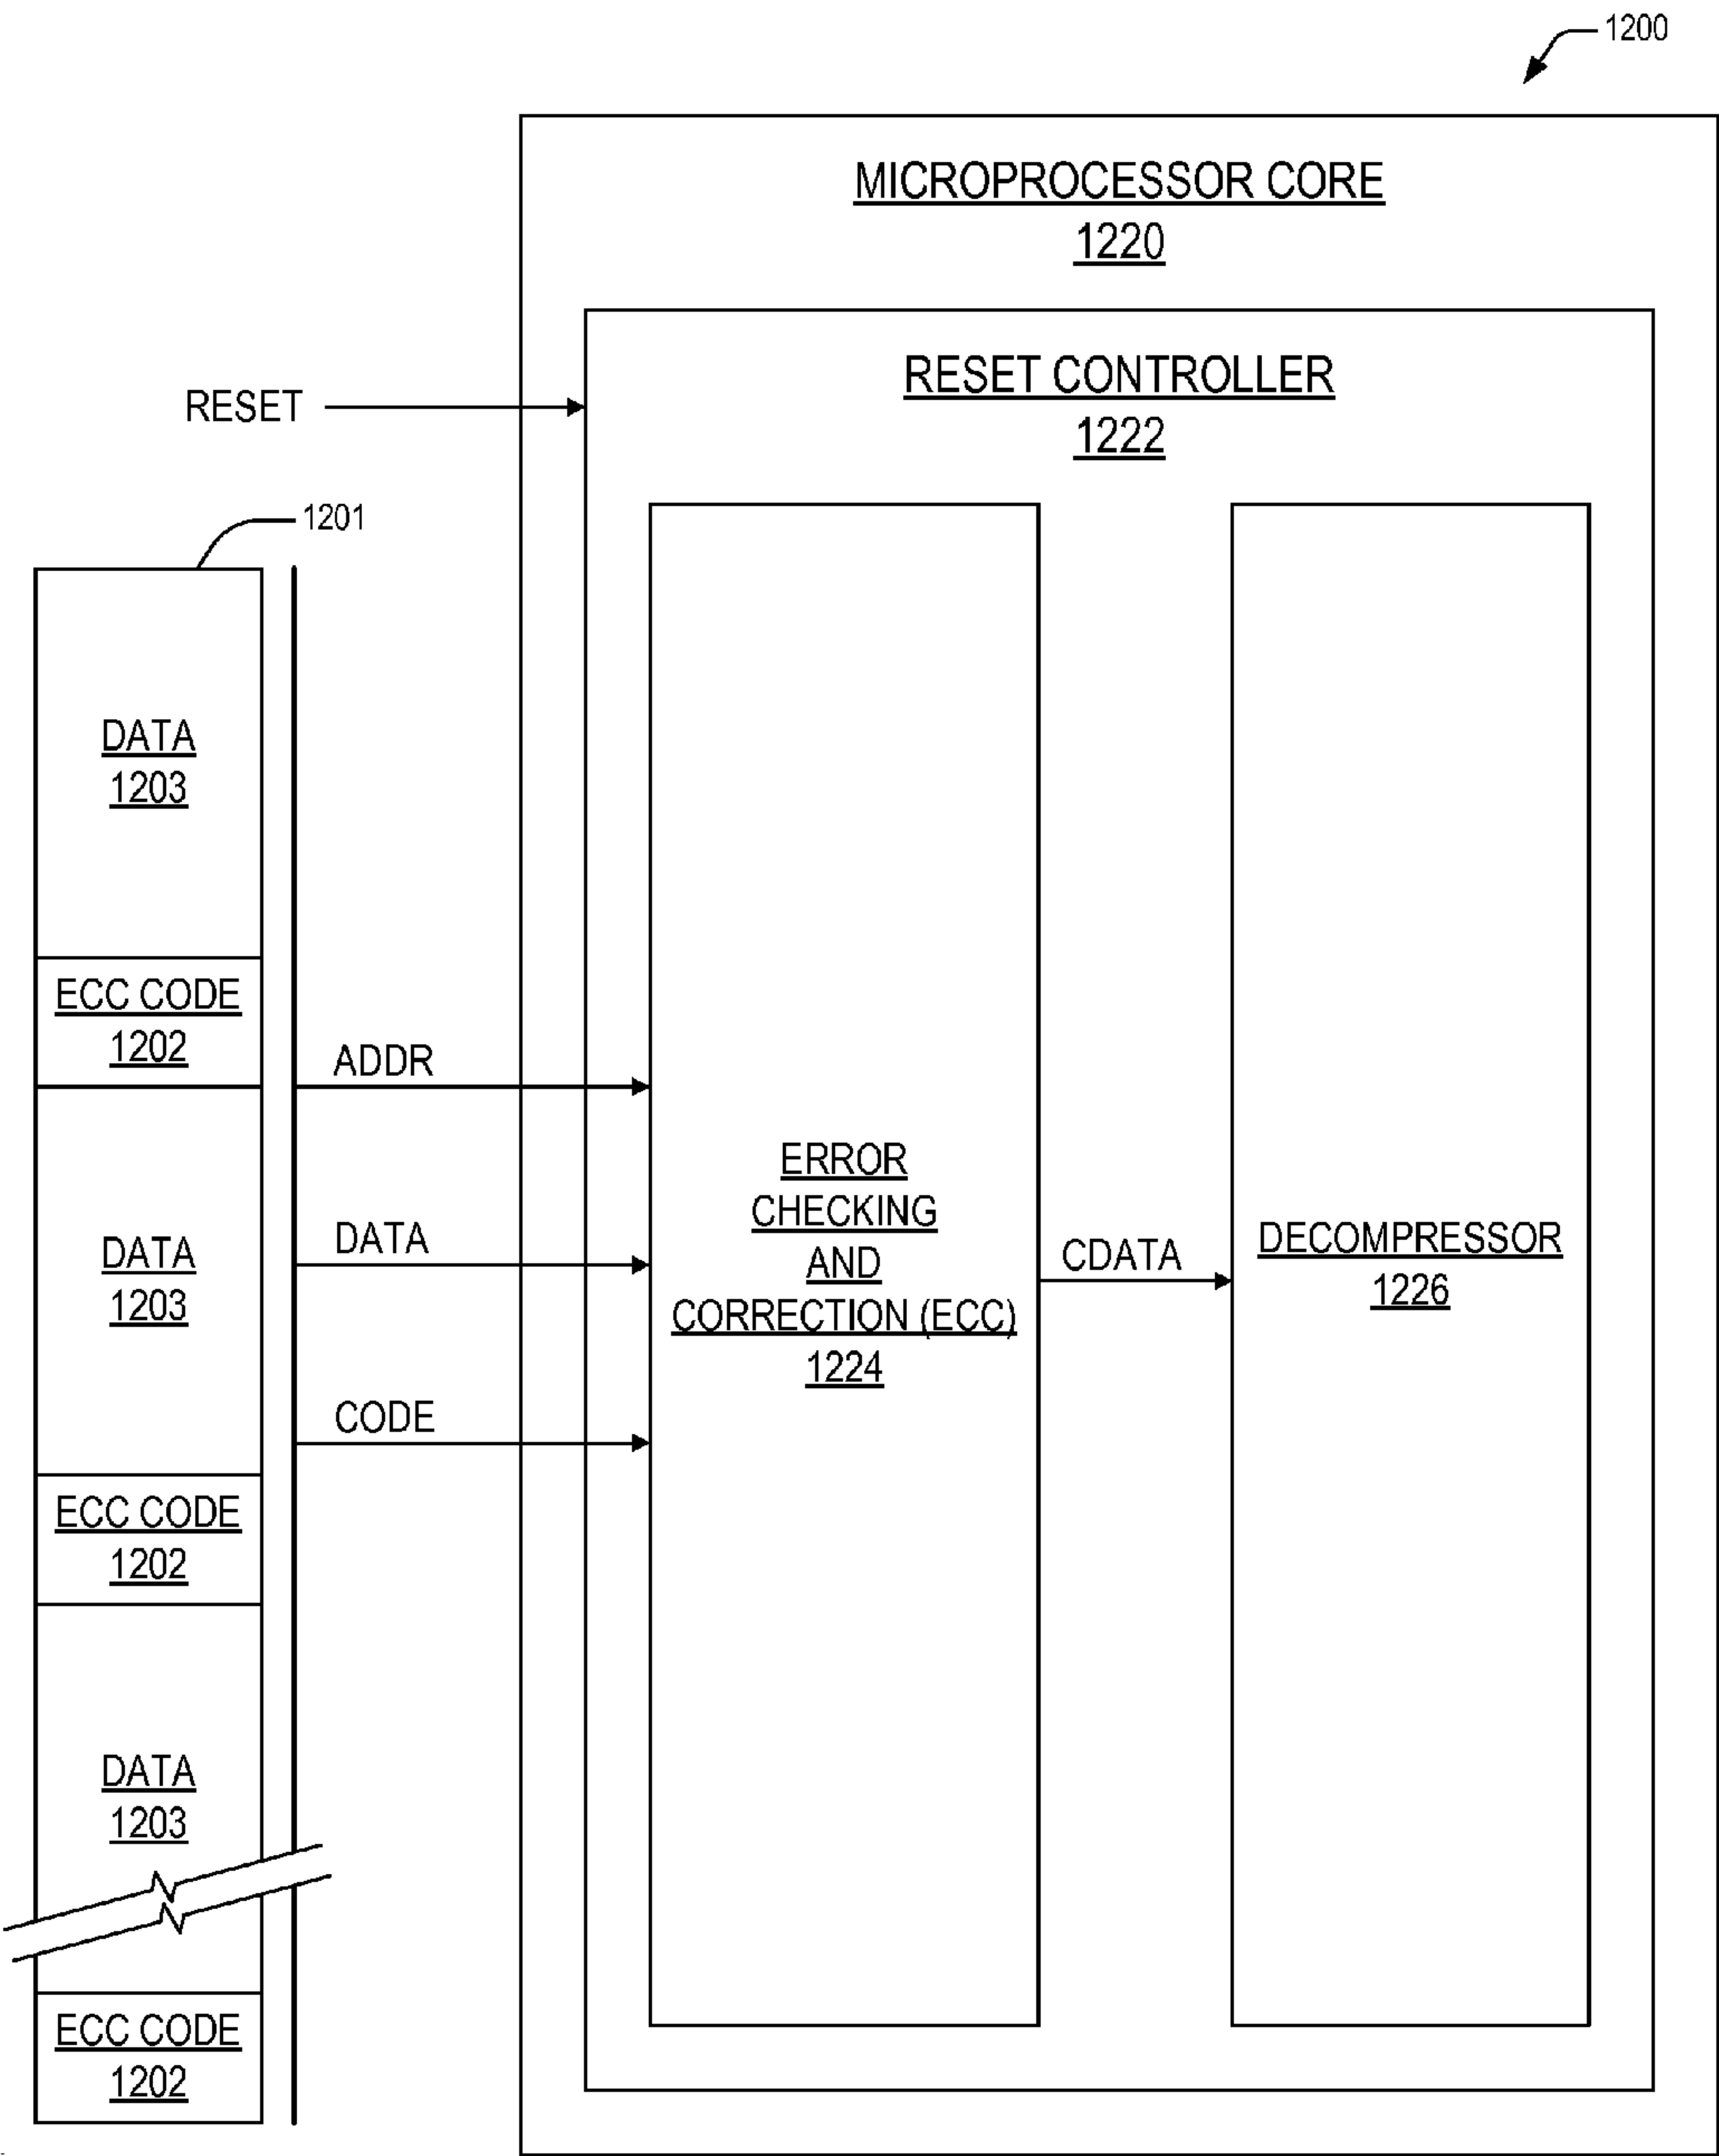 1200
MICROPROCESSOR CORE
1220
RESET CONTROLLER
1222
RESET
1201
DATA
1203
ECC CODE
1202
DATA
1203
ECC CODE
1202
DATA
1203
ECC CODE
1202
ADDR
DATA
CODE
ERROR
CHECKING
AND
CORRECTION (ECC)
1224
CDATA
DECOMPRESSOR
1226